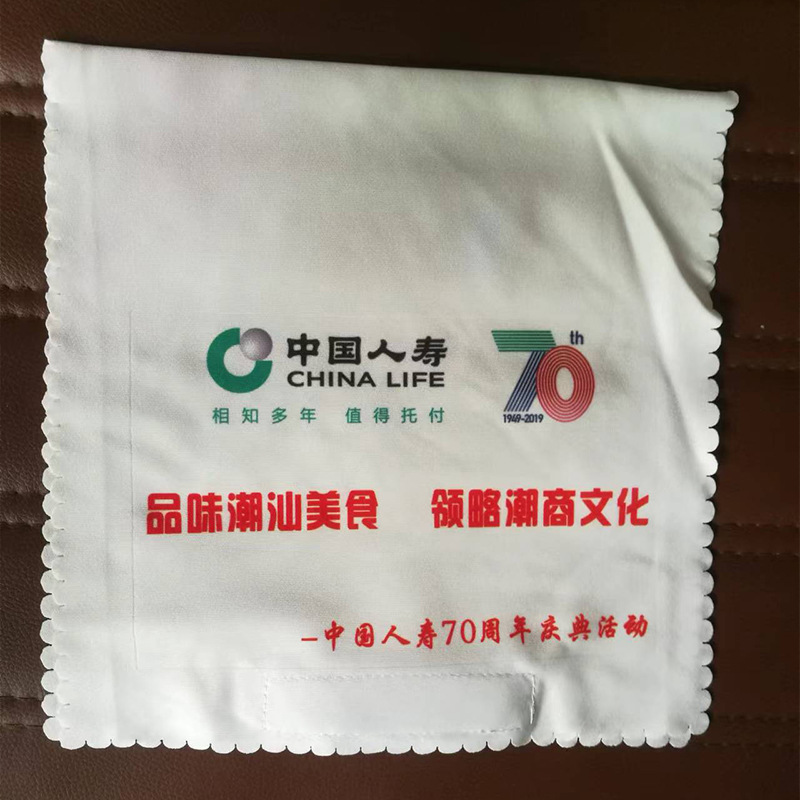 中国人寿
CHINA LIFE
相知多年 值得托付
70th
1949-2019
品味潮汕美食 领略潮商文化
-中国人寿70周年庆典活动